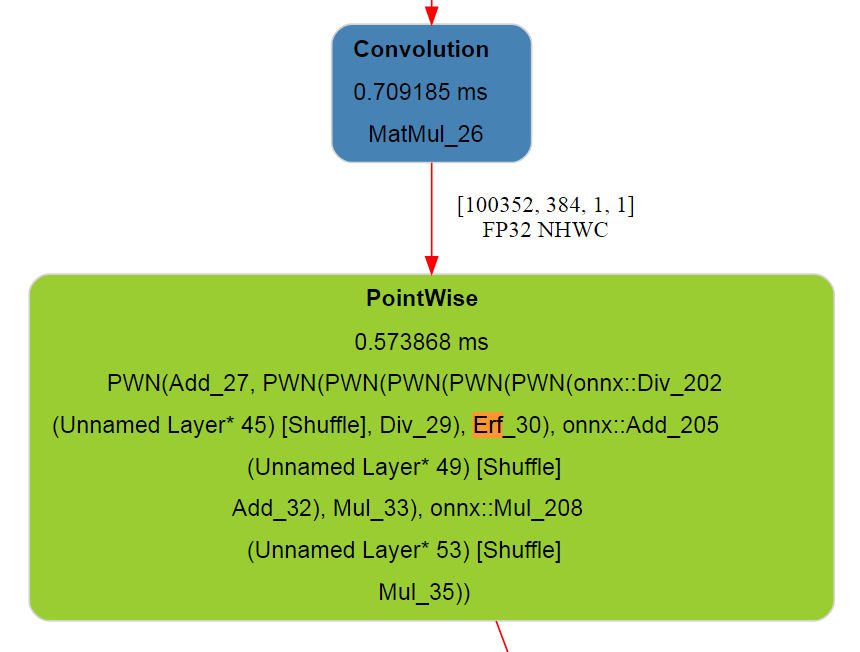 Convolution
0.709185 ms
MatMul_26
[100352, 384, 1, 1]
FP32 NHWC
PointWise
0.573868 ms
PWN(Add_27, PWN(PWN(PWN(PWN(PWN(onnx::Div_202
(Unnamed Layer* 45) [Shuffle], Div_29), Erf_30), onnx::Add_205
(Unnamed Layer* 49) [Shuffle]
Add_32), Mul_33), onnx::Mul_208
(Unnamed Layer* 53) [Shuffle]
Mul_35))